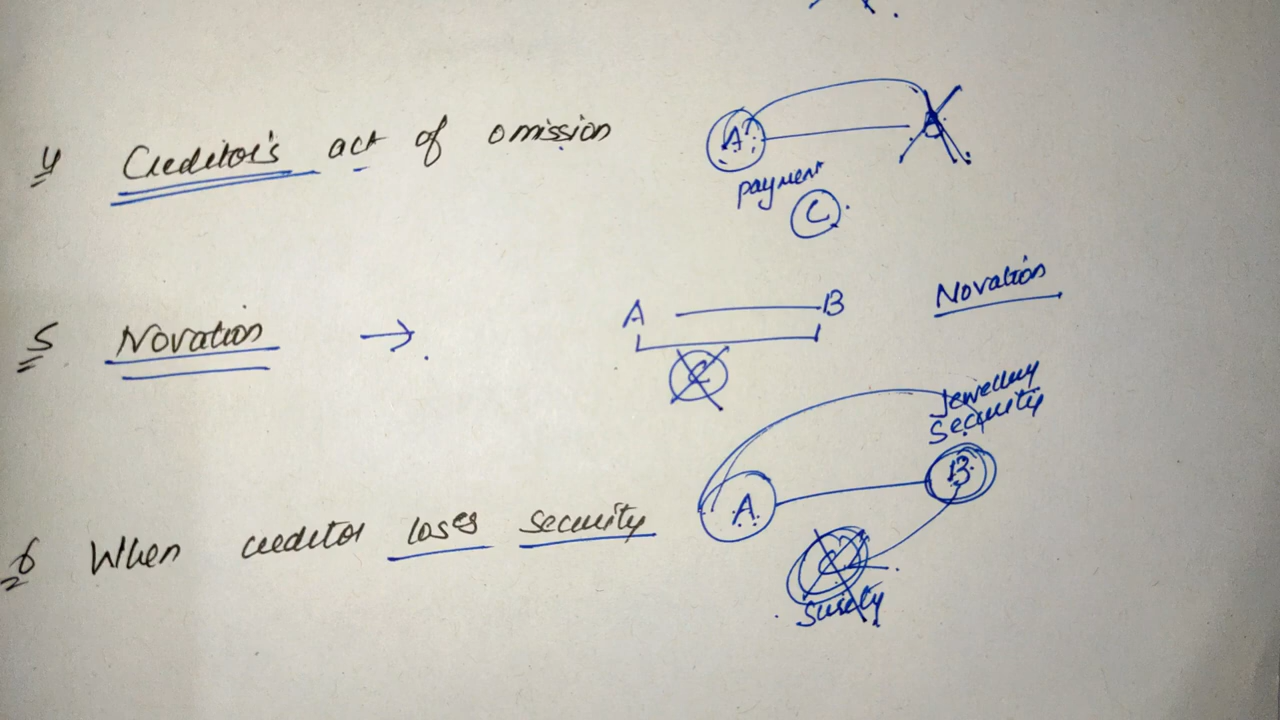 4 Creditor's act of omission
A
payment
C
5 Novation →
A B
Novation
C
Jewellery
Security
6 When creditor loses security
A B
C
Surety